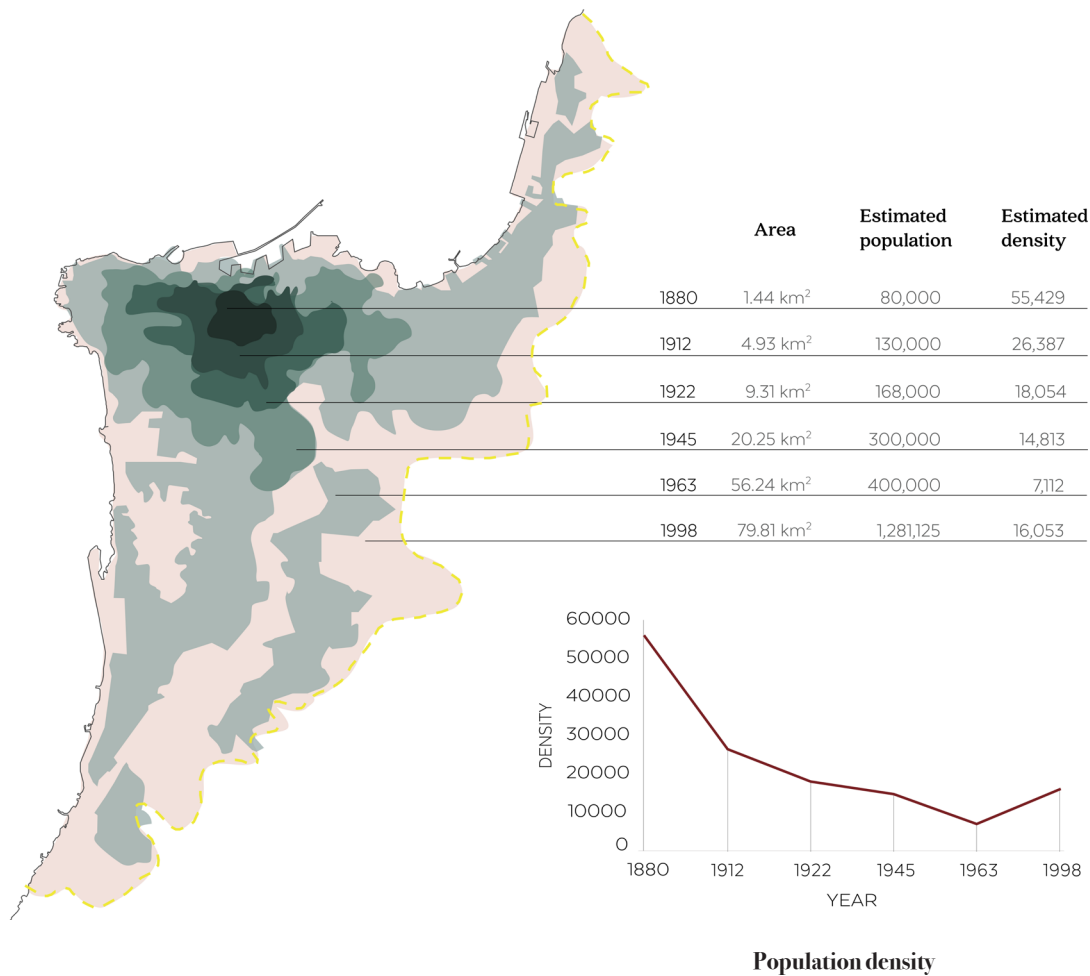 Area Estimated population Estimated density
1880 1.44 km² 80,000 55,429
1912 4.93 km² 130,000 26,387
1922 9.31 km² 168,000 18,054
1945 20.25 km² 300,000 14,813
1963 56.24 km² 400,000 7,112
1998 79.81 km² 1,281,125 16,053
60000
50000
40000
30000
20000
10000
0
DENSITY
1880 1912 1922 1945 1963 1998
YEAR
Population density